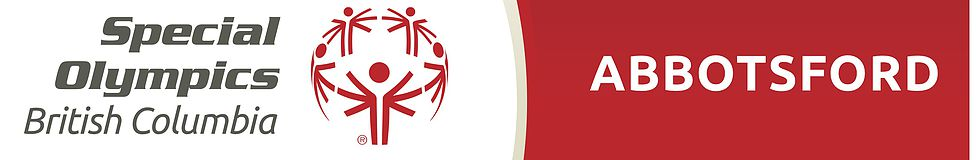 Special
Olympics
British Columbia
®
ABBOTSFORD